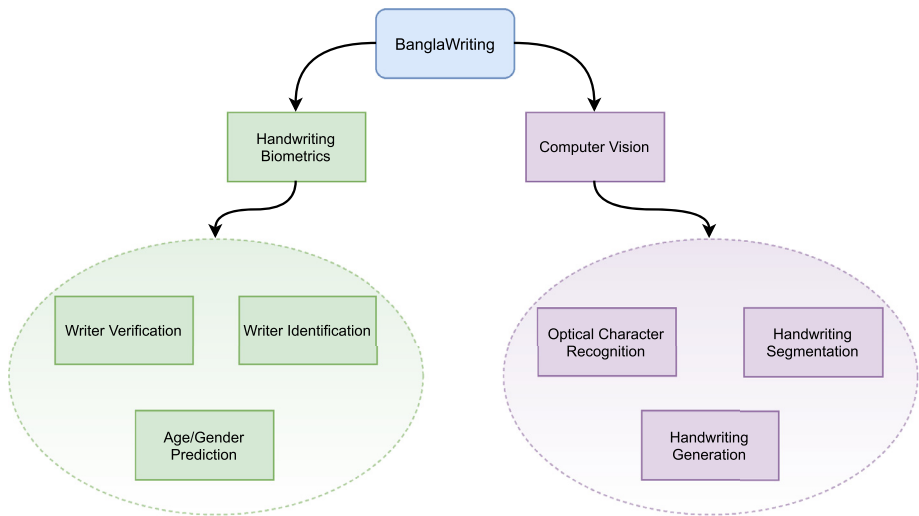 BanglaWriting
Handwriting
Biometrics
Computer Vision
Writer Verification
Writer Identification
Age/Gender
Prediction
Optical Character
Recognition
Handwriting
Segmentation
Handwriting
Generation